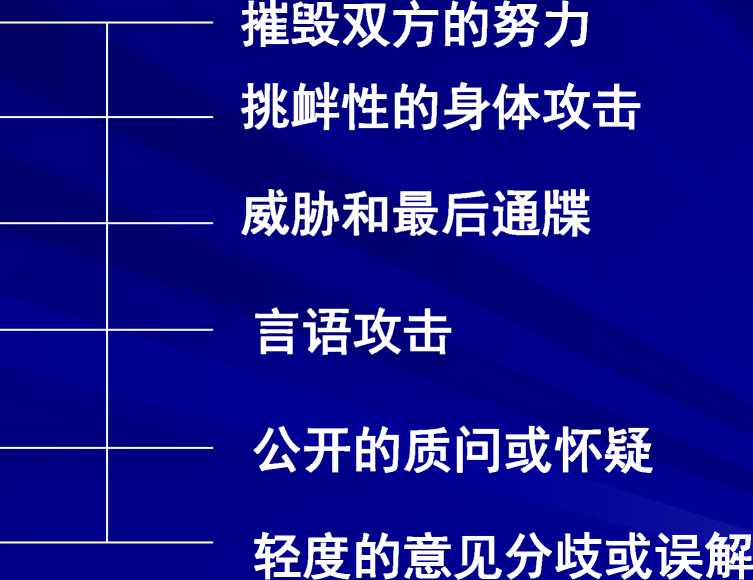 摧毁双方的努力
挑衅性的身体攻击
威胁和最后通牒
言语攻击
公开的质问或怀疑
轻度的意见分歧或误解